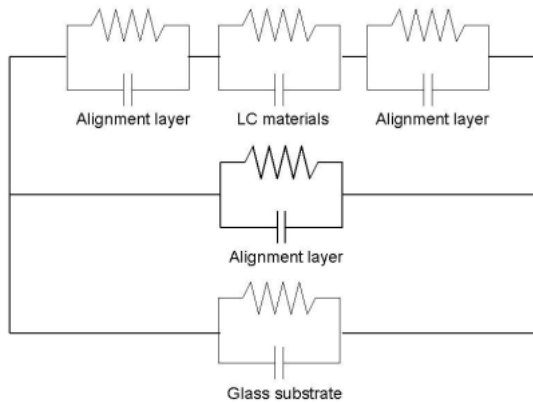 Alignment layer
LC materials
Alignment layer
Alignment layer
Glass substrate